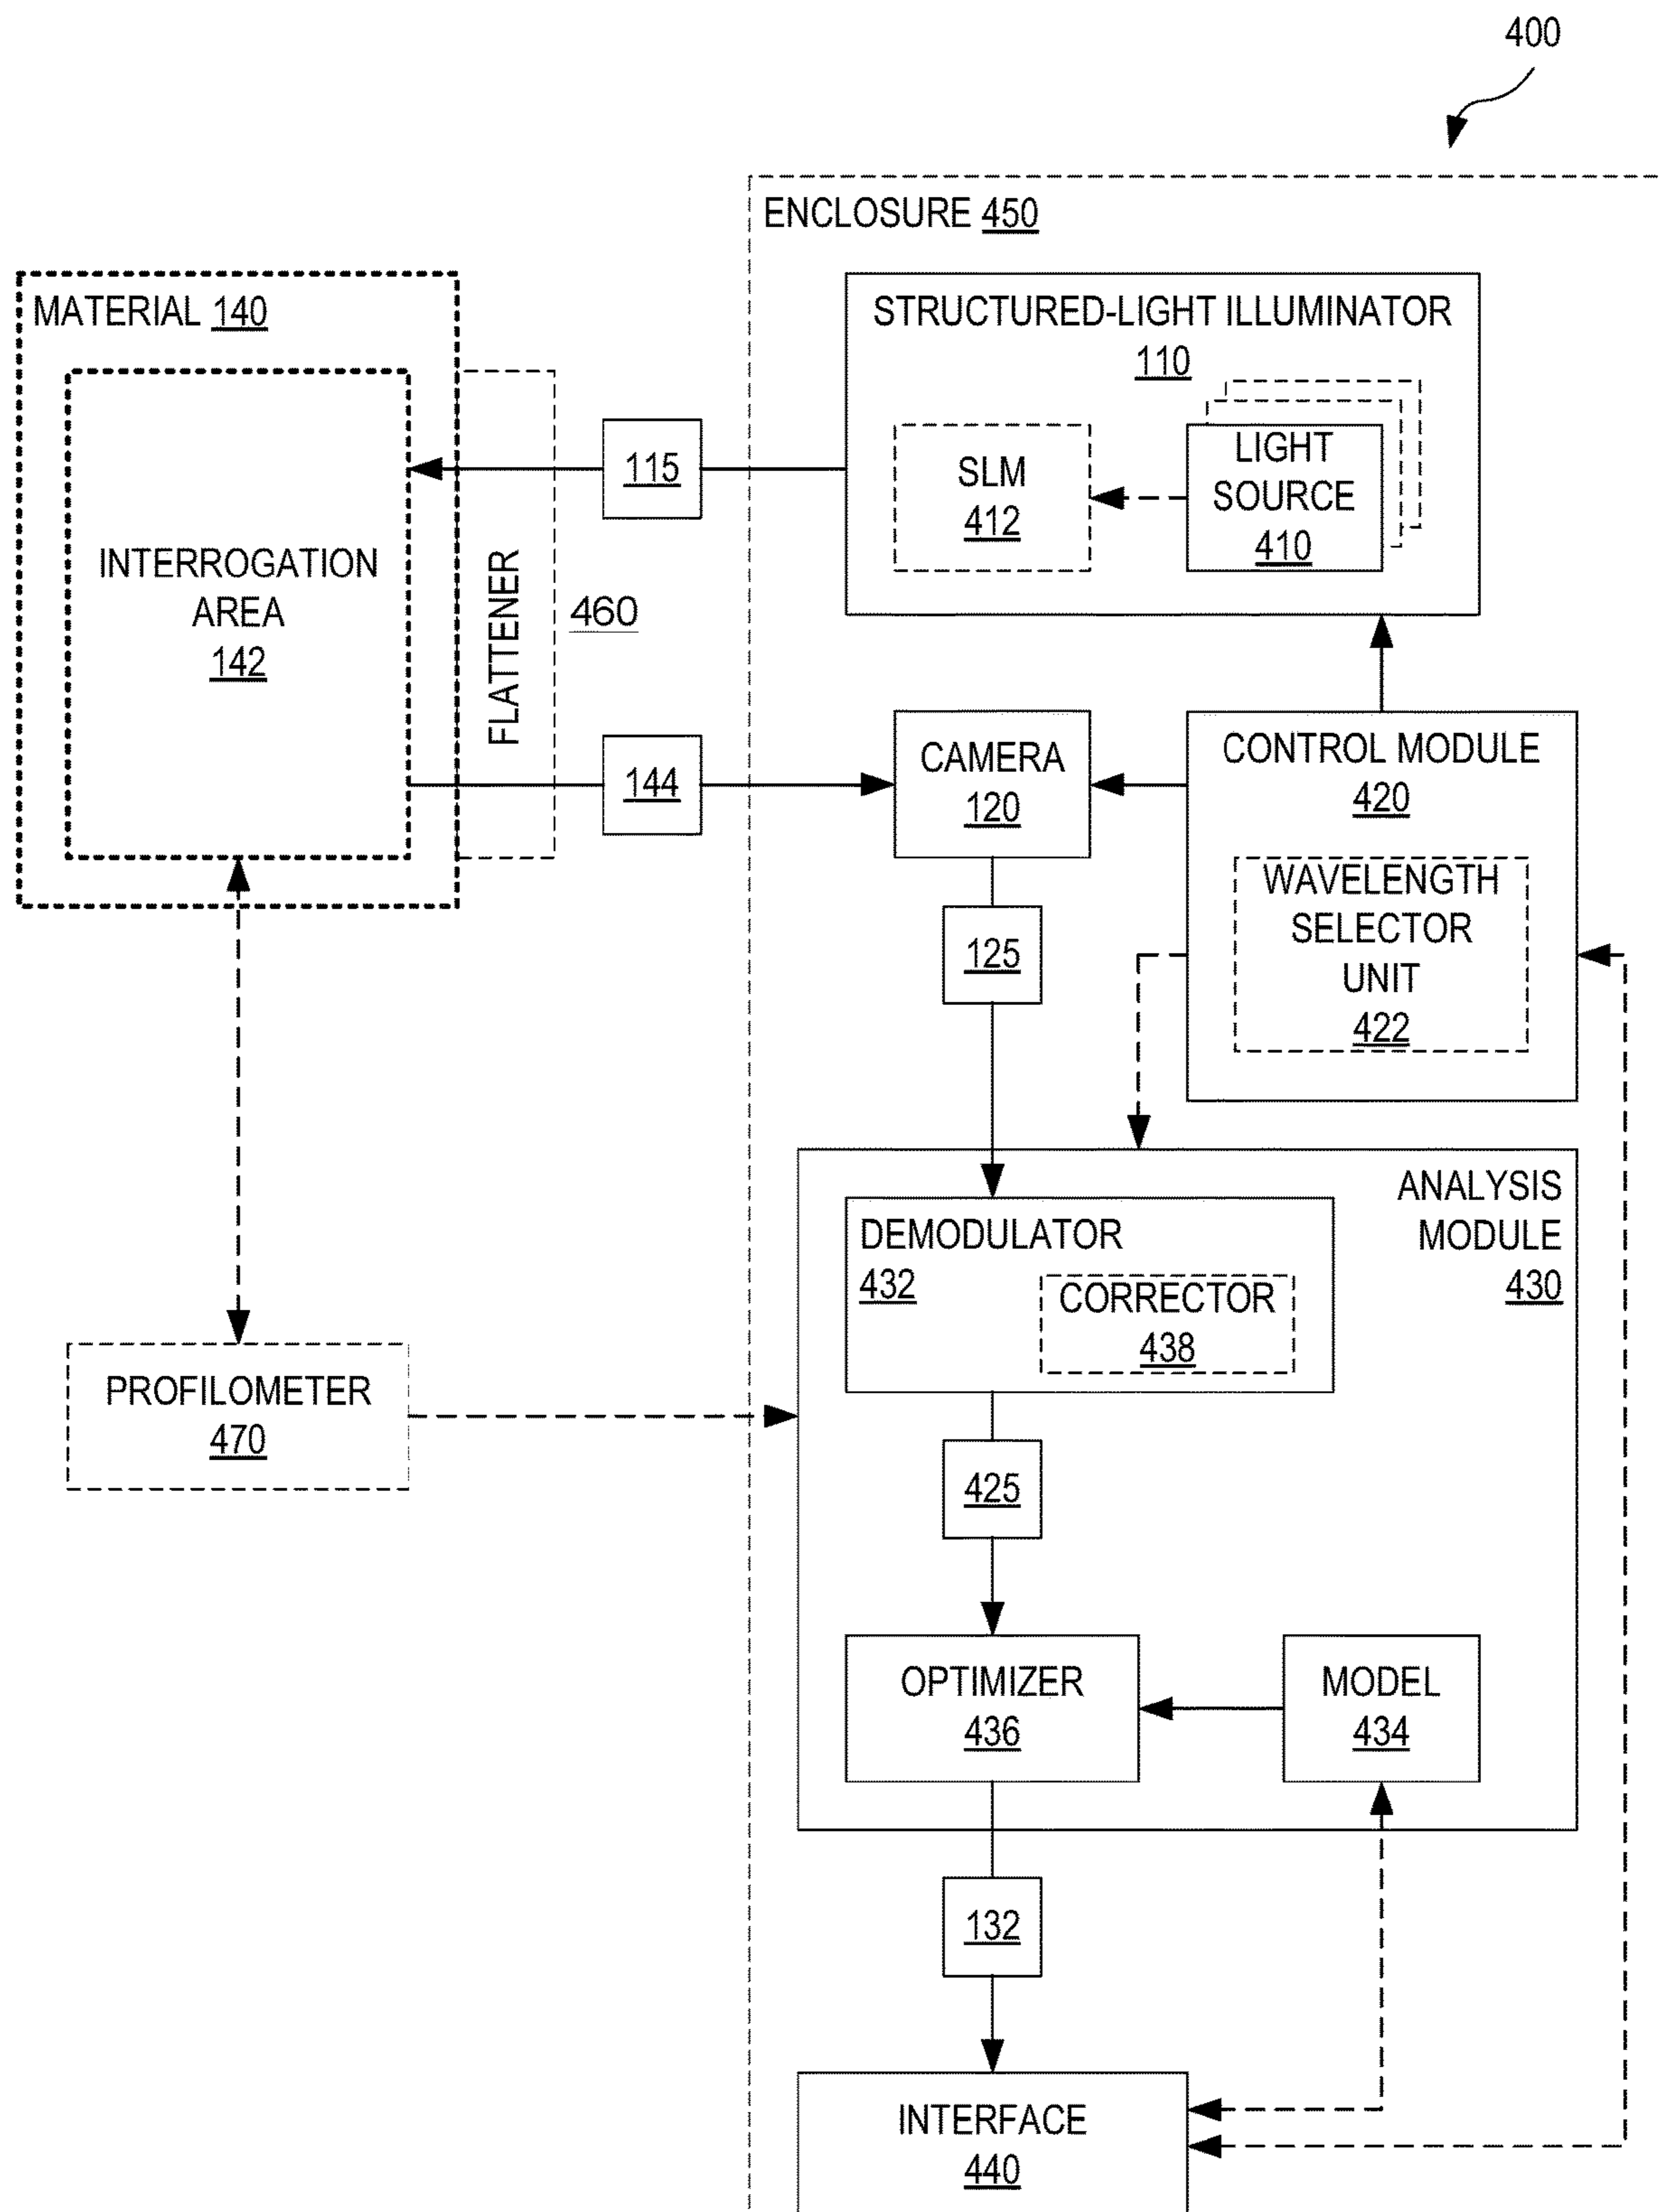 400
ENCLOSURE 450
MATERIAL 140
STRUCTURED-LIGHT ILLUMINATOR
110
115
SLM
412
LIGHT
SOURCE
410
INTERROGATION
AREA
142
FLATTENER
460
144
CAMERA
120
CONTROL MODULE
420
WAVELENGTH
SELECTOR
UNIT
422
125
ANALYSIS
MODULE
430
DEMODULATOR
432
CORRECTOR
438
PROFILOMETER
470
425
OPTIMIZER
436
MODEL
434
132
INTERFACE
440